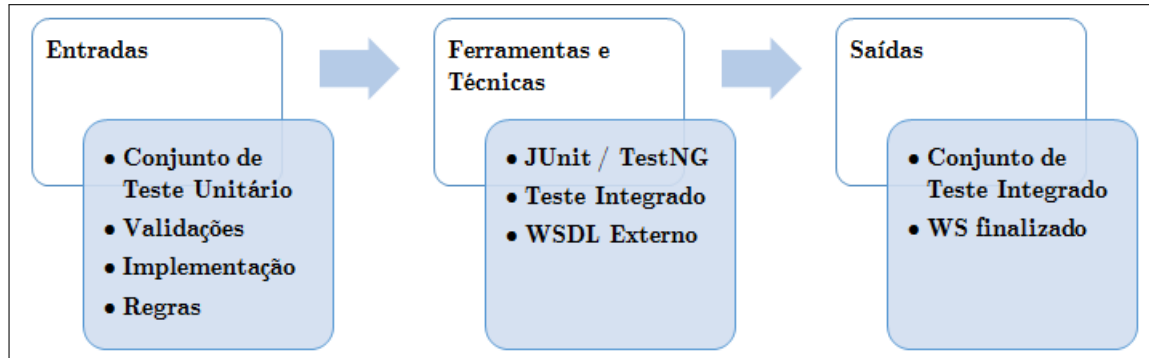 Entradas
• Conjunto de
Teste Unitário
• Validações
• Implementação
• Regras
Ferramentas e
Técnicas
• JUnit / TestNG
• Teste Integrado
• WSDL Externo
Saídas
• Conjunto de
Teste Integrado
• WS finalizado